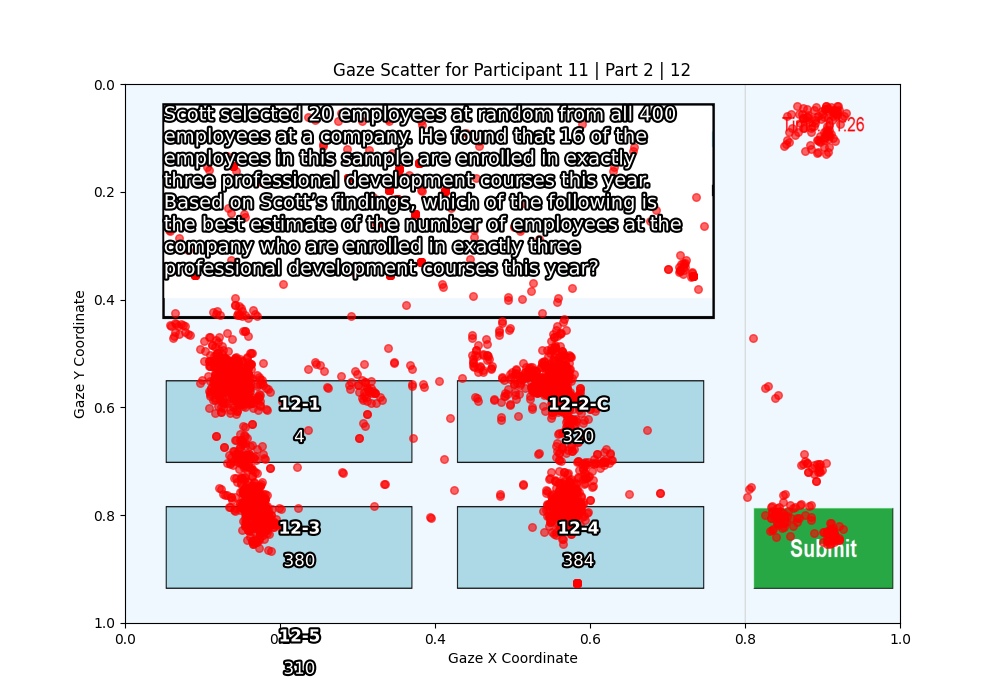 Gaze Scatter for Participant 11 | Part 2 | 12
Scott selected 20 employees at random from all 400
employees at a company. He found that 16 of the
employees in this sample are enrolled in exactly
three professional development courses this year.
Based on Scott's findings, which of the following is
the best estimate of the number of employees at the
company who are enrolled in exactly three
professional development courses this year?
12-1
4
12-2-C
320
12-3
380
12-4
384
12-5
310
Submit
Gaze Y Coordinate
0.0
0.2
0.4
0.6
0.8
1.0
0.0
0.2
0.4
0.6
0.8
1.0
Gaze X Coordinate